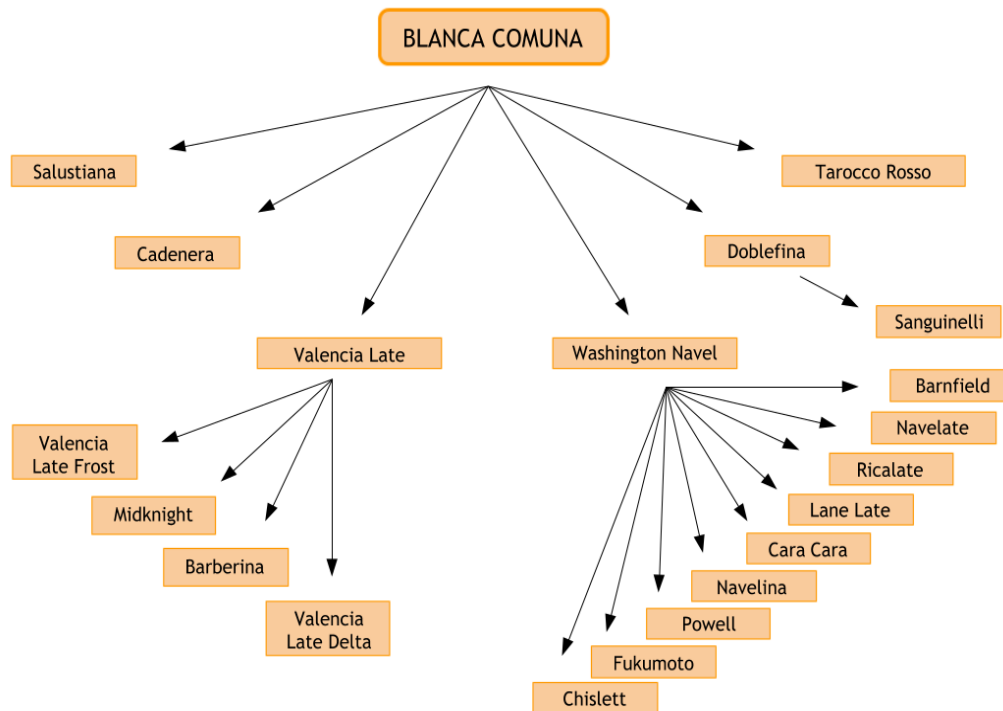 BLANCA COMUNA
Salustiana
Tarocco Rosso
Cadenera
Doblefina
Sanguinelli
Valencia Late
Washington Navel
Barnfield
Navelate
Valencia
Late Frost
Ricalate
Midknight
Lane Late
Cara Cara
Barberina
Navelina
Valencia
Late Delta
Powell
Fukumoto
Chislett